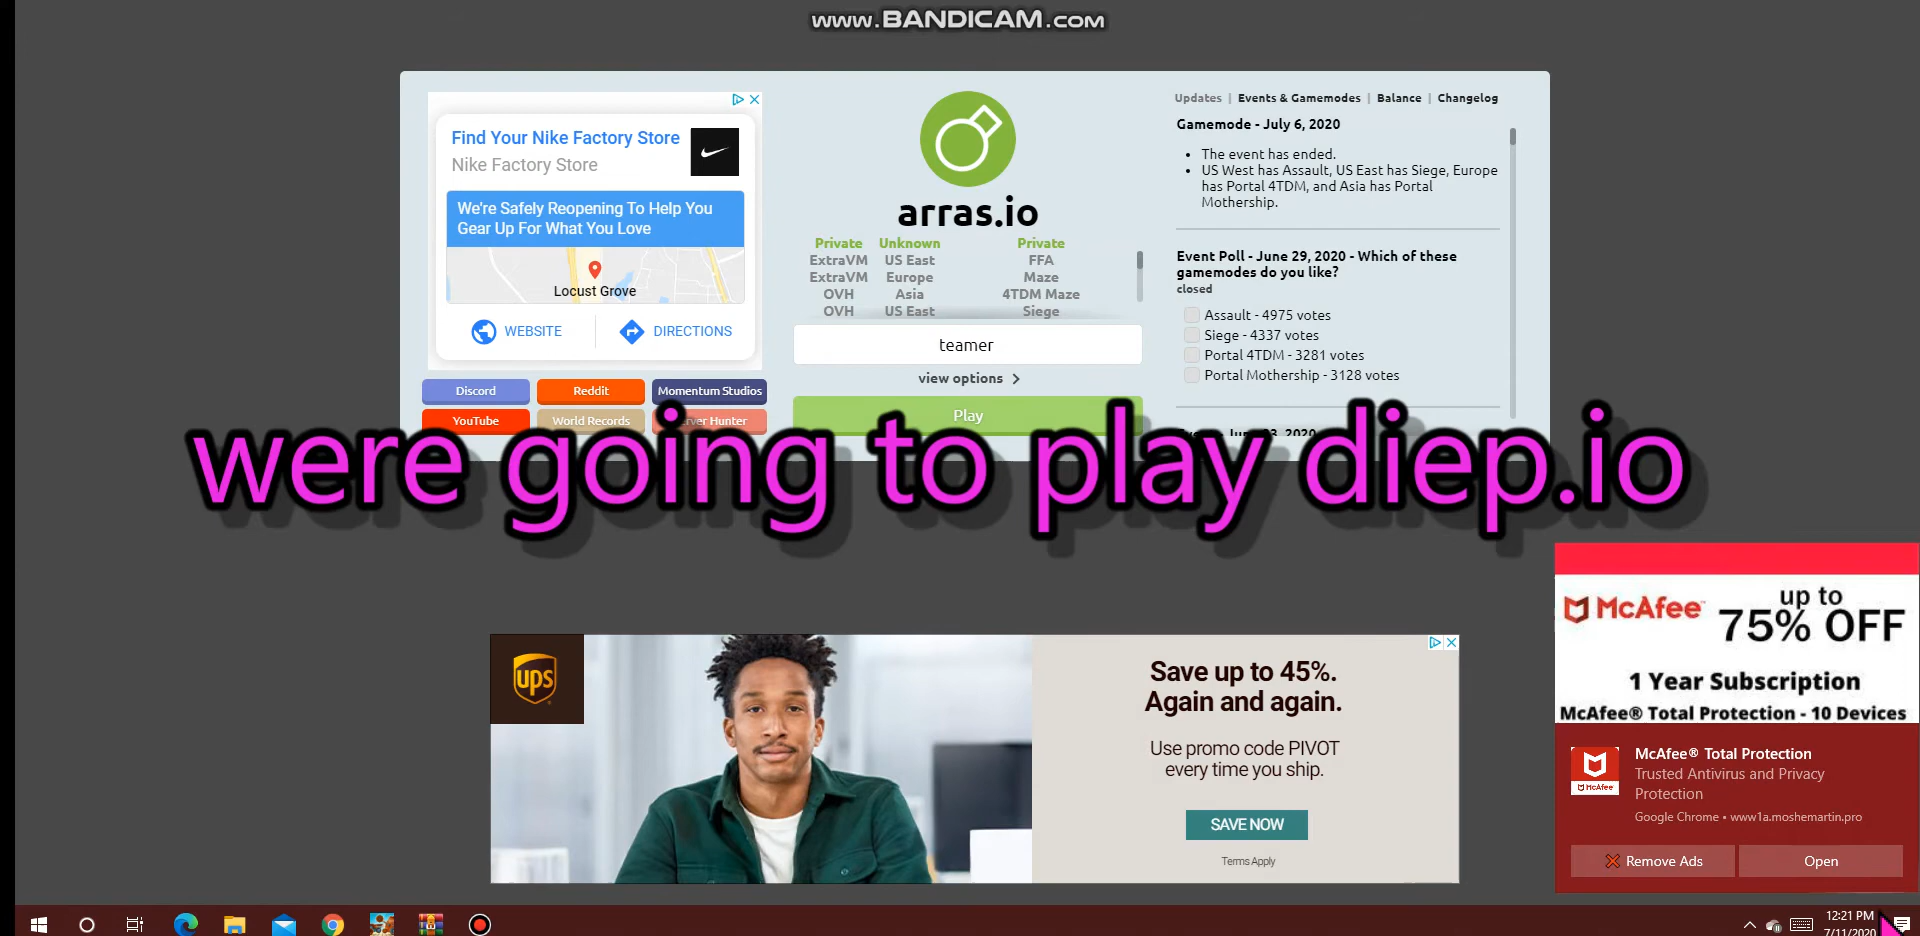 www.BANDICAM.com
Find Your Nike Factory Store
Nike Factory Store
We're Safely Reopening To Help You
Gear Up For What You Love
Locust Grove
WEBSITE
DIRECTIONS
Discord
Reddit
Momentum Studios
YouTube
World Records
arras.io
Private Unknown Private
ExtraVM US East FFA
ExtraVM Europe Maze
OVH Asia 4TDM Maze
OVH US East Siege
teamer
view options
Play
Updates | Events & Gamemodes | Balance | Changelog
Gamemode - July 6, 2020
• The event has ended.
• US West has Assault, US East has Siege, Europe
has Portal 4TDM, and Asia has Portal
Mothership.
Event Poll - June 29, 2020 - Which of these
gamemodes do you like?
closed
Assault - 4975 votes
Siege - 4337 votes
Portal 4TDM - 3281 votes
Portal Mothership - 3128 votes
were going to play diep.io
ups
Save up to 45%.
Again and again.
Use promo code PIVOT
every time you ship.
SAVE NOW
Terms Apply
McAfee™
up to
75% OFF
1 Year Subscription
McAfee® Total Protection - 10 Devices
McAfee
McAfee® Total Protection
Trusted Antivirus and Privacy
Protection
Google Chrome • www1a.moshemartin.pro
Remove Ads
Open
12:21 PM
7/11/2020